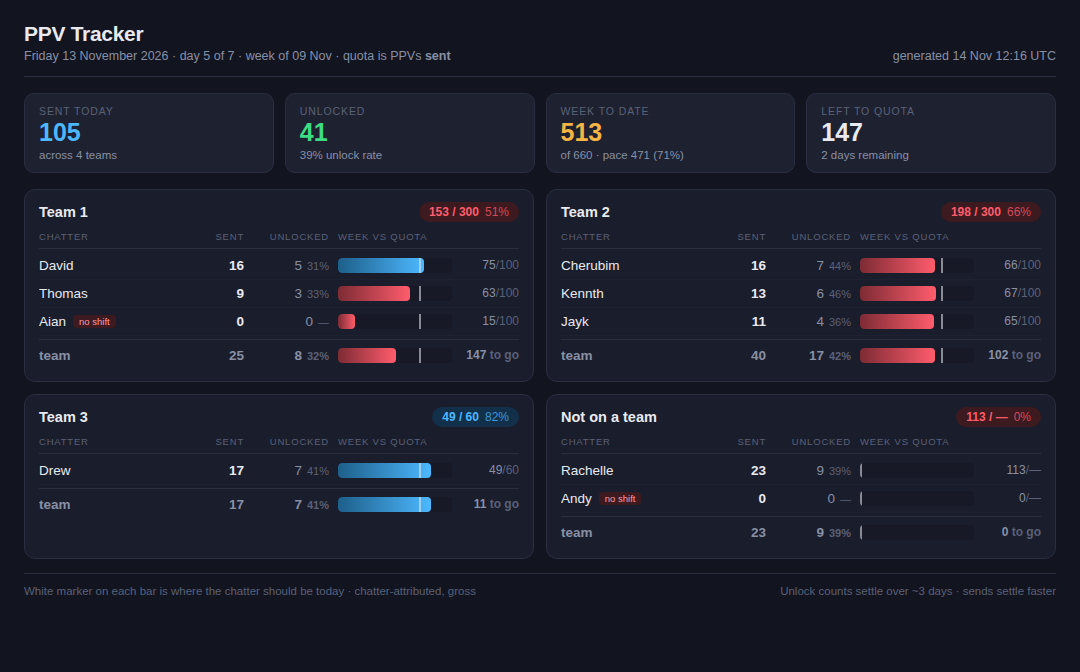 PPV Tracker
Friday 13 November 2026 · day 5 of 7 · week of 09 Nov · quota is PPVs sent
generated 14 Nov 12:16 UTC
SENT TODAY
105
across 4 teams
UNLOCKED
41
39% unlock rate
WEEK TO DATE
513
of 660 · pace 471 (71%)
LEFT TO QUOTA
147
2 days remaining
Team 1 153 / 300 51%
CHATTER SENT UNLOCKED WEEK VS QUOTA
David 16 5 31% 75/100
Thomas 9 3 33% 63/100
Aian no shift 0 0 — 15/100
team 25 8 32% 147 to go
Team 2 198 / 300 66%
CHATTER SENT UNLOCKED WEEK VS QUOTA
Cherubim 16 7 44% 66/100
Kennth 13 6 46% 67/100
Jayk 11 4 36% 65/100
team 40 17 42% 102 to go
Team 3 49 / 60 82%
CHATTER SENT UNLOCKED WEEK VS QUOTA
Drew 17 7 41% 49/60
team 17 7 41% 11 to go
Not on a team 113 / — 0%
CHATTER SENT UNLOCKED WEEK VS QUOTA
Rachelle 23 9 39% 113/—
Andy no shift 0 0 — 0/—
team 23 9 39% 0 to go
White marker on each bar is where the chatter should be today · chatter-attributed, gross
Unlock counts settle over ~3 days · sends settle faster